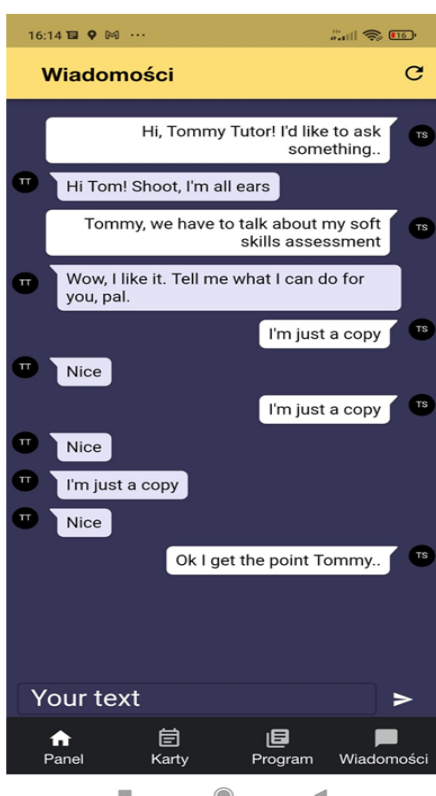 16:14 ...
16
Wiadomości
Hi, Tommy Tutor! I'd like to ask
something..
TS
TT
Hi Tom! Shoot, I'm all ears
Tommy, we have to talk about my soft
skills assessment
TS
TT
Wow, I like it. Tell me what I can do for
you, pal.
I'm just a copy
TS
TT
Nice
I'm just a copy
TS
TT
Nice
TT
I'm just a copy
TT
Nice
Ok I get the point Tommy..
TS
Your text
Panel
Karty
Program
Wiadomości